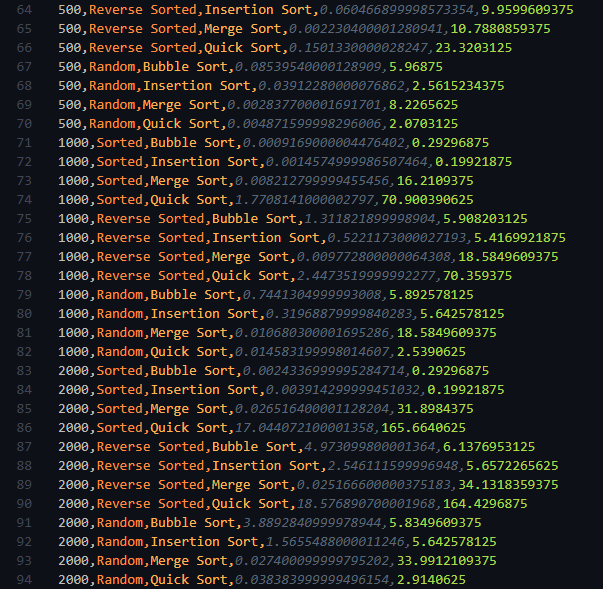 64 500,Reverse Sorted,Insertion Sort,0.060466899998573354,9.9599609375
65 500,Reverse Sorted,Merge Sort,0.002230400001280941,10.7880859375
66 500,Reverse Sorted,Quick Sort,0.1501330000028247,23.3203125
67 500,Random,Bubble Sort,0.08539540000128909,5.96875
68 500,Random,Insertion Sort,0.03912280000076862,2.5615234375
69 500,Random,Merge Sort,0.002837700001691701,8.2265625
70 500,Random,Quick Sort,0.004871599998296006,2.0703125
71 1000,Sorted,Bubble Sort,0.0009169000004476402,0.29296875
72 1000,Sorted,Insertion Sort,0.0014574999986507464,0.19921875
73 1000,Sorted,Merge Sort,0.008212799999455456,16.2109375
74 1000,Sorted,Quick Sort,1.7708141000002797,70.900390625
75 1000,Reverse Sorted,Bubble Sort,1.311821899998904,5.908203125
76 1000,Reverse Sorted,Insertion Sort,0.5221173000027193,5.4169921875
77 1000,Reverse Sorted,Merge Sort,0.009772800000064308,18.5849609375
78 1000,Reverse Sorted,Quick Sort,2.4473519999992277,70.359375
79 1000,Random,Bubble Sort,0.7441304999993008,5.892578125
80 1000,Random,Insertion Sort,0.31968879999840283,5.642578125
81 1000,Random,Merge Sort,0.010680300001695286,18.5849609375
82 1000,Random,Quick Sort,0.014583199998014607,2.5390625
83 2000,Sorted,Bubble Sort,0.0024336999995284714,0.29296875
84 2000,Sorted,Insertion Sort,0.003914299999451032,0.19921875
85 2000,Sorted,Merge Sort,0.026516400001128204,31.8984375
86 2000,Sorted,Quick Sort,17.044072100001358,165.6640625
87 2000,Reverse Sorted,Bubble Sort,4.973099800001364,6.1376953125
88 2000,Reverse Sorted,Insertion Sort,2.546111599996948,5.6572265625
89 2000,Reverse Sorted,Merge Sort,0.025166600000375183,34.1318359375
90 2000,Reverse Sorted,Quick Sort,18.576890700001968,164.4296875
91 2000,Random,Bubble Sort,3.8892840999978944,5.8349609375
92 2000,Random,Insertion Sort,1.5655488000011246,5.642578125
93 2000,Random,Merge Sort,0.027400099999795202,33.9912109375
94 2000,Random,Quick Sort,0.038383999999496154,2.9140625